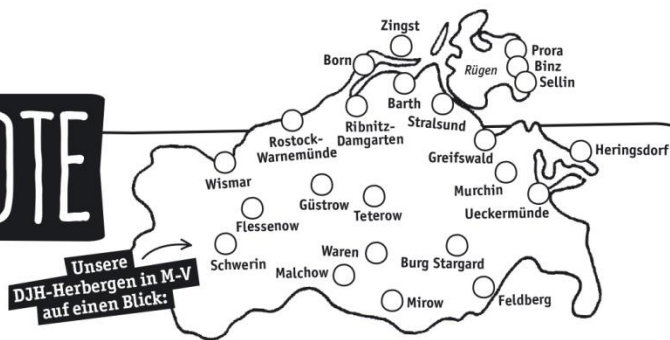 Zingst
Born
Prora
Rügen
Binz
Sellin
Barth
Ribnitz-
Damgarten
Stralsund
OTE
Rostock-
Warnemünde
Greifswald
Heringsdorf
Wismar
Güstrow
Teterow
Murchin
Ueckermünde
Flessenow
Schwerin
Waren
Burg Stargard
Malchow
Mirow
Feldberg
Unsere
DJH-Herbergen in M-V
auf einen Blick: